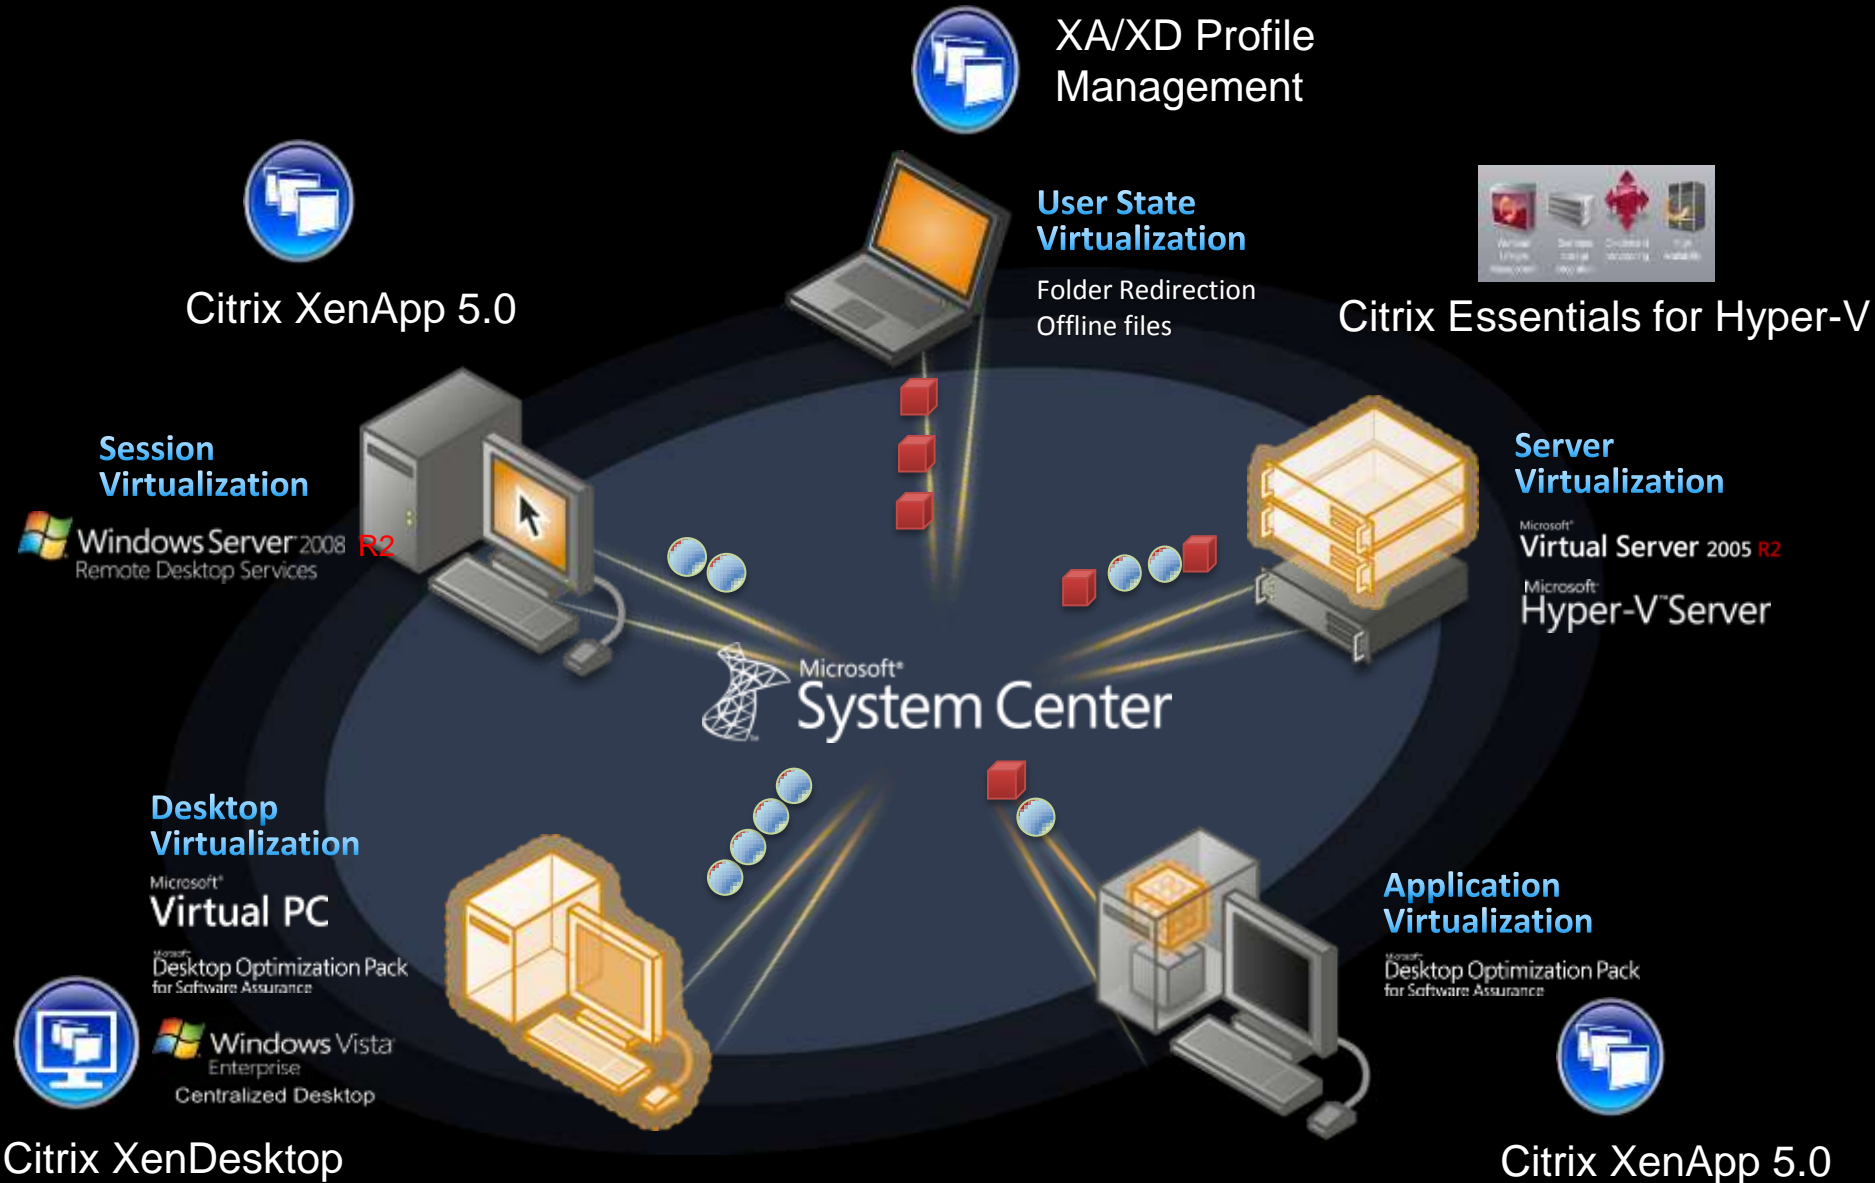 XA/XD Profile
Management
Citrix XenApp 5.0
User State
Virtualization
Folder Redirection
Offline files
Citrix Essentials for Hyper-V
Session
Virtualization
Windows Server 2008 R2
Remote Desktop Services
Server
Virtualization
Microsoft®
Virtual Server 2005 R2
Microsoft®
Hyper-V™ Server
Microsoft®
System Center
Desktop
Virtualization
Microsoft®
Virtual PC
Microsoft®
Desktop Optimization Pack
for Software Assurance
Windows Vista
Enterprise
Centralized Desktop
Citrix XenDesktop
Application
Virtualization
Microsoft®
Desktop Optimization Pack
for Software Assurance
Citrix XenApp 5.0